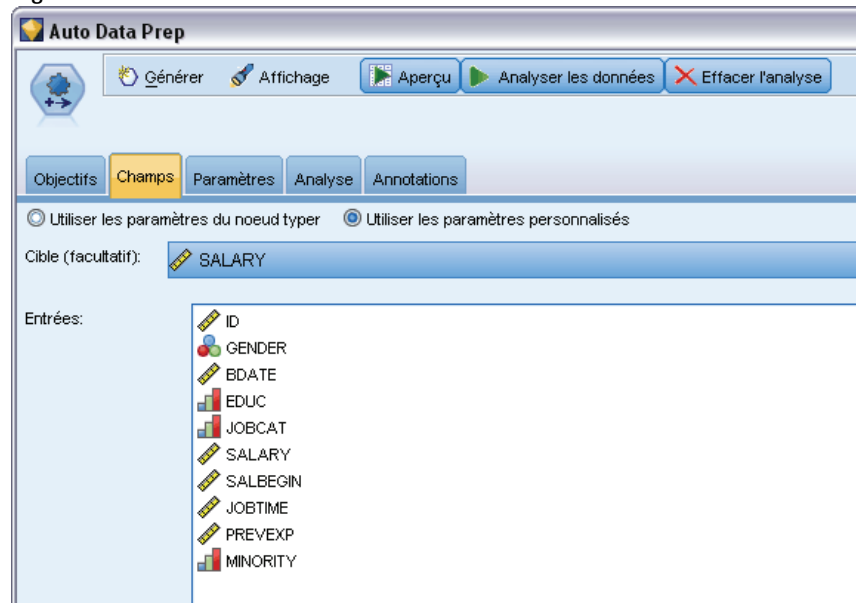 Auto Data Prep
Générer Affichage Aperçu Analyser les données Effacer l'analyse
Objectifs Champs Paramètres Analyse Annotations
Utiliser les paramètres du noeud typer Utiliser les paramètres personnalisés
Cible (facultatif): SALARY
Entrées: ID
GENDER
BDATE
EDUC
JOBCAT
SALARY
SALBEGIN
JOBTIME
PREVEXP
MINORITY